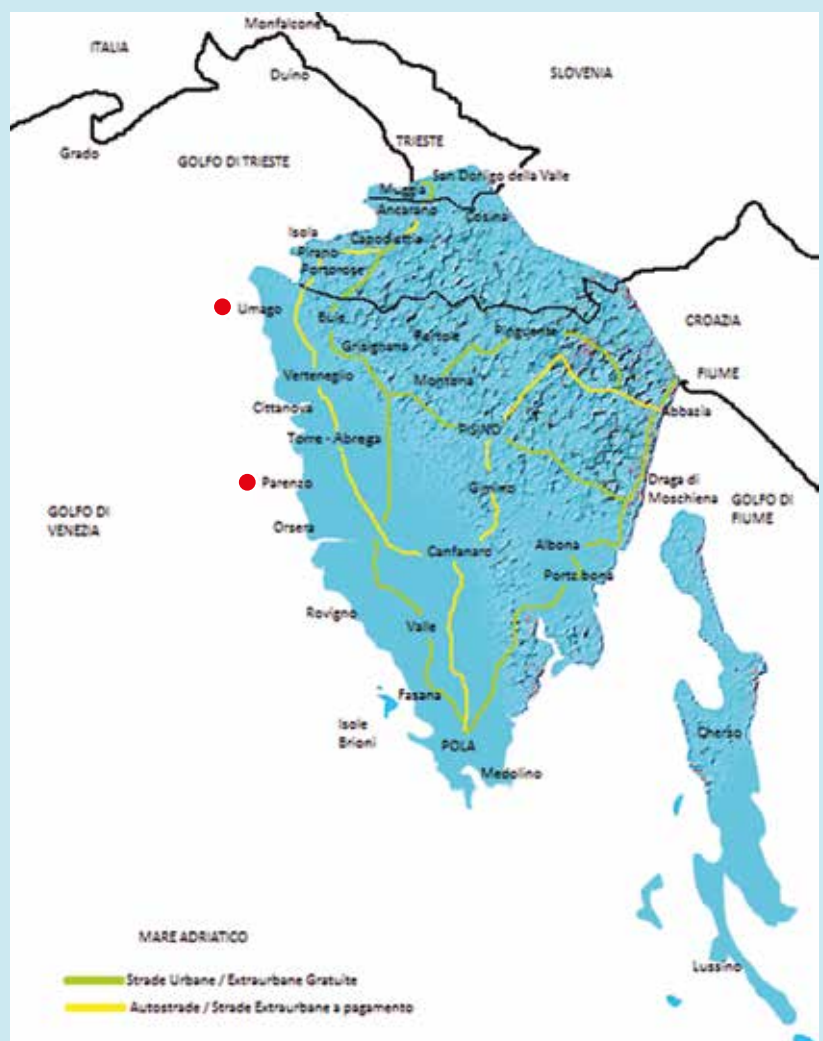 Monfalcone
ITALIA
Duino
SLOVENIA
TRIESTE
Grado
GOLFO DI TRIESTE
San Dorligo della Valle
Muggia
Ancarano
Cosina
Isola
Capodistria
Pirano
Portorose
Umago
Buie
CROAZIA
Grisignana
Portole
Pinguente
Verteneglio
Montona
FIUME
Cittanova
Abbazia
Torre - Abrega
PISINO
Parenzo
Gimino
Draga di
Moschiena
GOLFO DI
VENEZIA
GOLFO DI
FIUME
Orsera
Canfanaro
Albona
Rovigno
Valle
Fasana
Isole
Brioni
POLA
Cherso
Medolino
MARE ADRIATICO
Lussino
Strade Urbane / Extraurbane Gratuite
Autostrade / Strade Extraurbane a pagamento